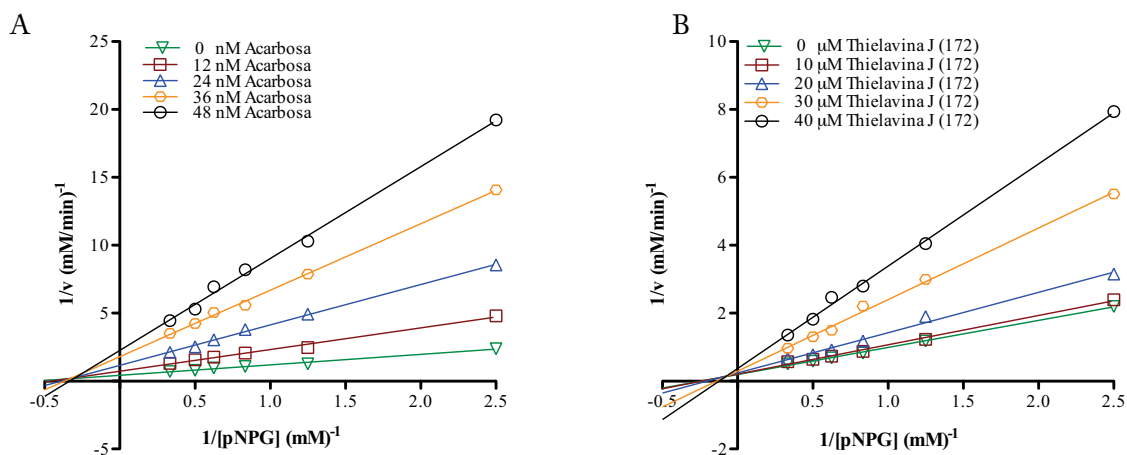 A
25
20
15
10
5
-5
-0.5
0.5
1.0
1.5
2.0
2.5
1/v (mM/min)-1
1/[pNPG] (mM)-1
0 nM Acarbosa
12 nM Acarbosa
24 nM Acarbosa
36 nM Acarbosa
48 nM Acarbosa
B
10
8
6
4
2
-2
-0.5
0.0
0.5
1.0
1.5
2.0
2.5
1/v (mM/min)-1
1/[pNPG] (mM)-1
0 μM Thielavina J (172)
10 μM Thielavina J (172)
20 μM Thielavina J (172)
30 μM Thielavina J (172)
40 μM Thielavina J (172)